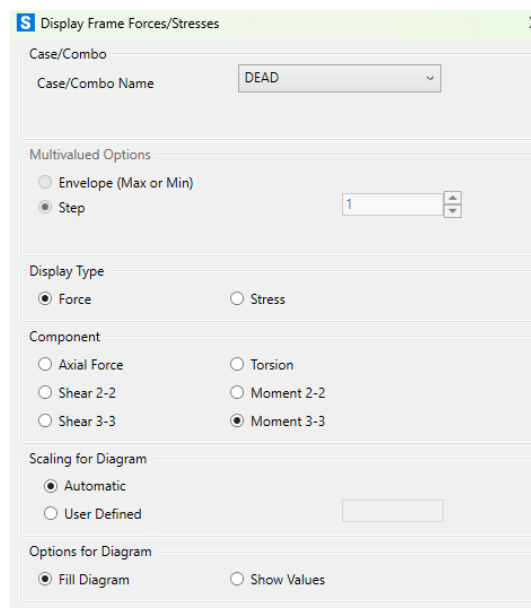 S Display Frame Forces/Stresses
Case/Combo
Case/Combo Name DEAD
Multivalued Options
Envelope (Max or Min)
Step 1
Display Type
Force Stress
Component
Axial Force Torsion
Shear 2-2 Moment 2-2
Shear 3-3 Moment 3-3
Scaling for Diagram
Automatic
User Defined
Options for Diagram
Fill Diagram Show Values